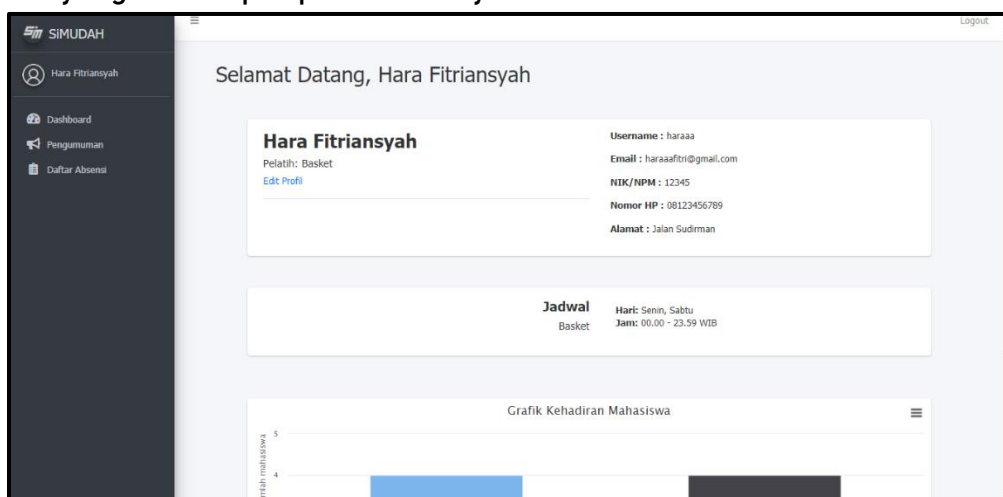 SiMUDAH
Logout
Hara Fitriansyah
Dashboard
Pengumuman
Daftar Absensi
Selamat Datang, Hara Fitriansyah
Hara Fitriansyah
Pelatih: Basket
Edit Profil
Username : haraaa
Email : haraaafitri@gmail.com
NIK/NPM : 12345
Nomor HP : 08123456789
Alamat : Jalan Sudirman
Jadwal
Basket
Hari: Senin, Sabtu
Jam: 00.00 - 23.59 WIB
Grafik Kehadiran Mahasiswa
5
4
mahasiswa